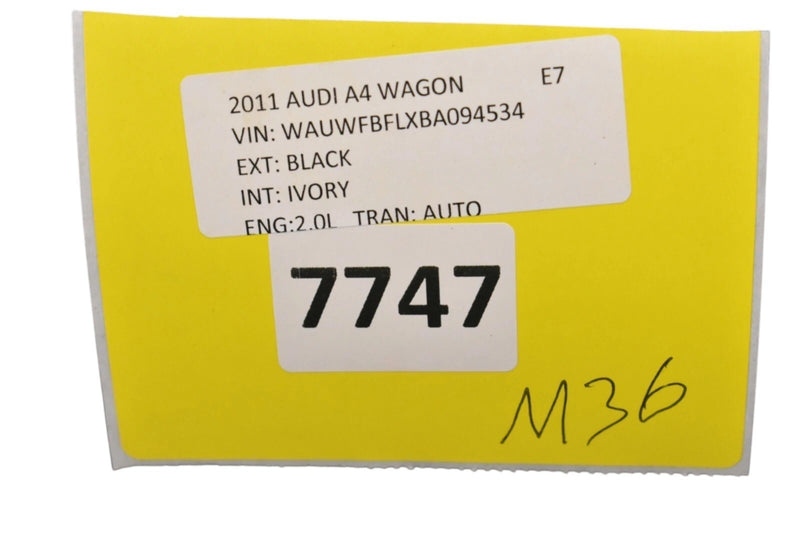 2011 AUDI A4 WAGON E7
VIN: WAUWFBFLXBA094534
EXT: BLACK
INT: IVORY
ENG:2.0L TRAN: AUTO
7747
M36